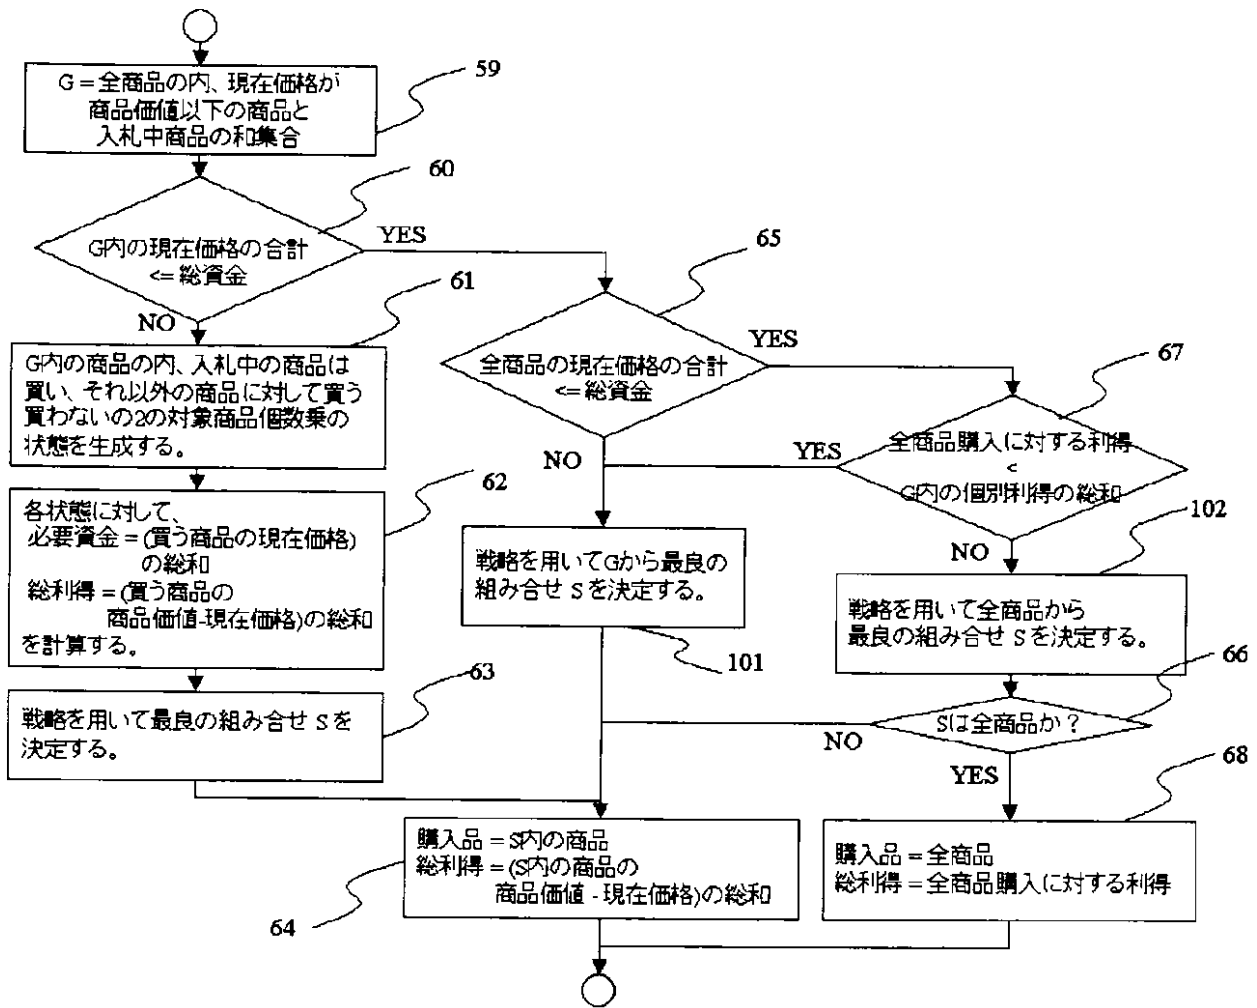 G = 全商品の内、現在価格が
商品価値以下の商品と
入札中商品の和集合
59
60
G内の現在価格の合計
<= 総資金
YES
NO
61
G内の商品の内、入札中の商品は
買い、それ以外の商品に対して買う
買わないの2の対象商品個数乗の
状態を生成する。
62
各状態に対して、
必要資金 = (買う商品の現在価格)
の総和
総利得 = (買う商品の
商品価値-現在価格)の総和
を計算する。
63
戦略を用いて最良の組み合せ S を
決定する。
65
全商品の現在価格の合計
<= 総資金
YES
NO
67
全商品購入に対する利得
<
G内の個別利得の総和
YES
NO
戦略を用いてGから最良の
組み合せ S を決定する。
101
102
戦略を用いて全商品から
最良の組み合せ S を決定する。
66
Sは全商品か？
NO
YES
購入品 = S内の商品
総利得 = (S内の商品の
商品価値 - 現在価格)の総和
64
68
購入品 = 全商品
総利得 = 全商品購入に対する利得